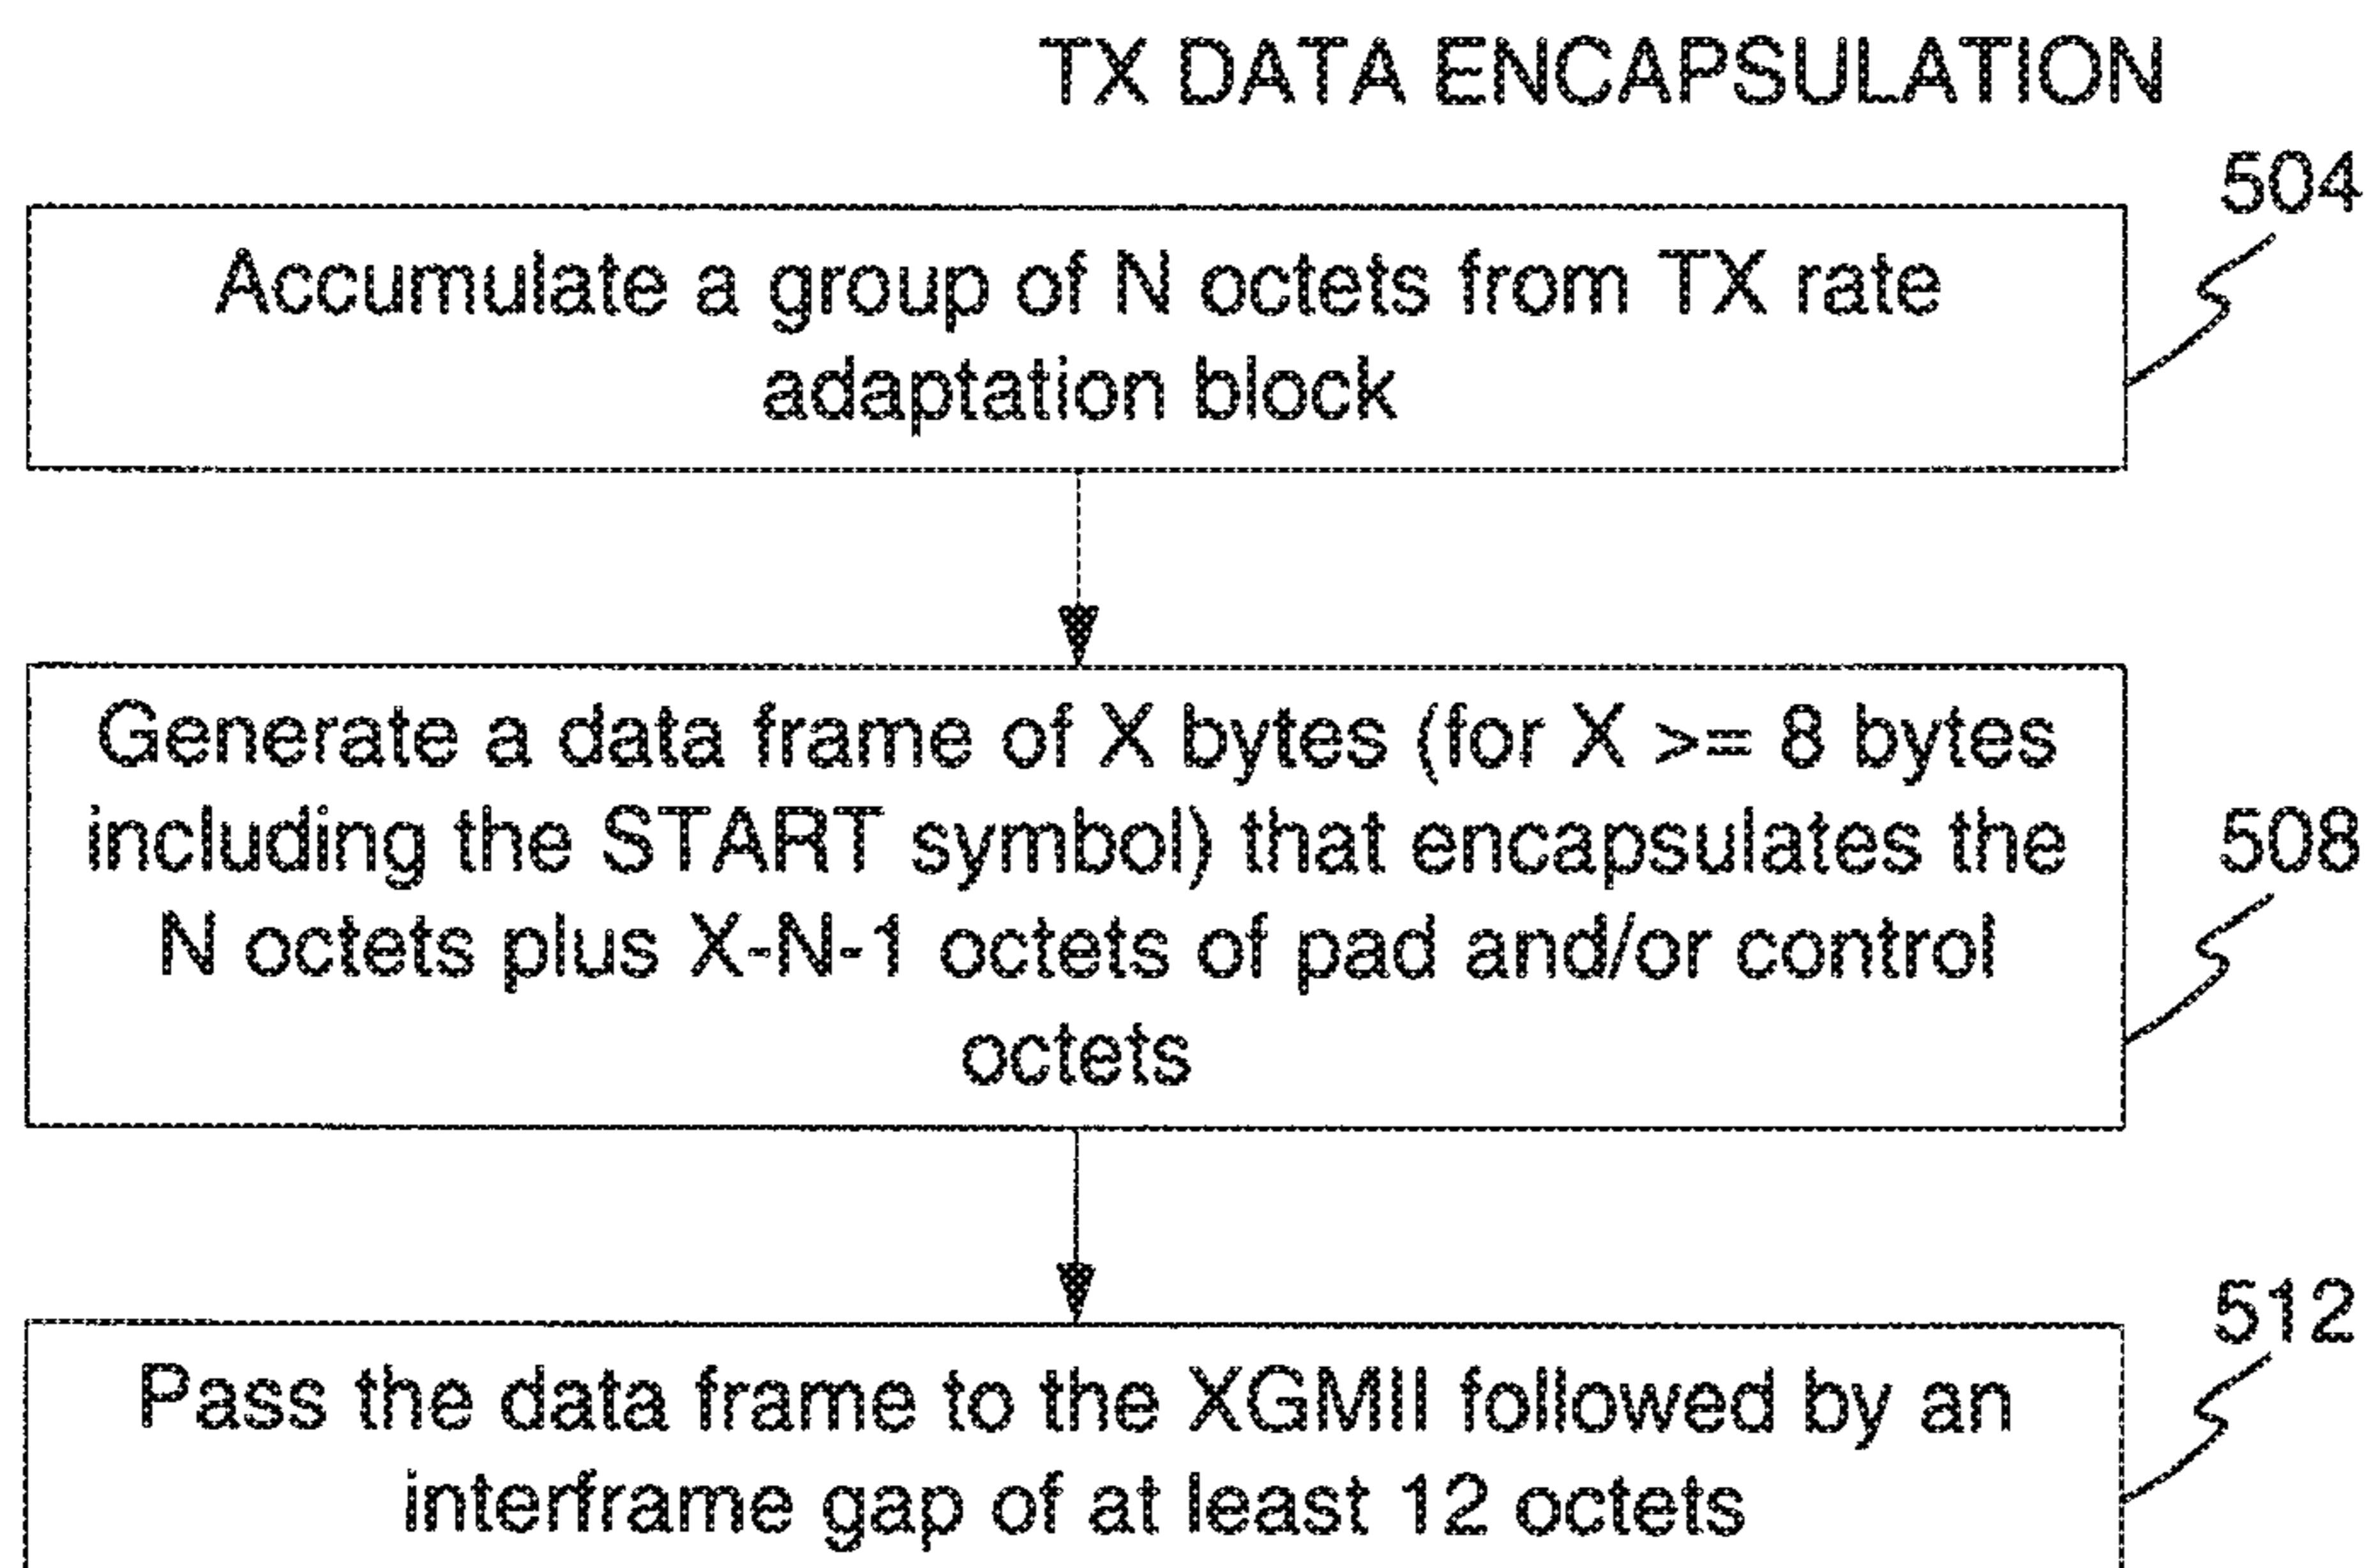 TX DATA ENCAPSULATION
504
Accumulate a group of N octets from TX rate
adaptation block
Generate a data frame of X bytes (for X >= 8 bytes
including the START symbol) that encapsulates the
508
N octets plus X-N-1 octets of pad and/or control
octets
512
Pass the data frame to the XGMII followed by an
interframe gap of at least 12 octets